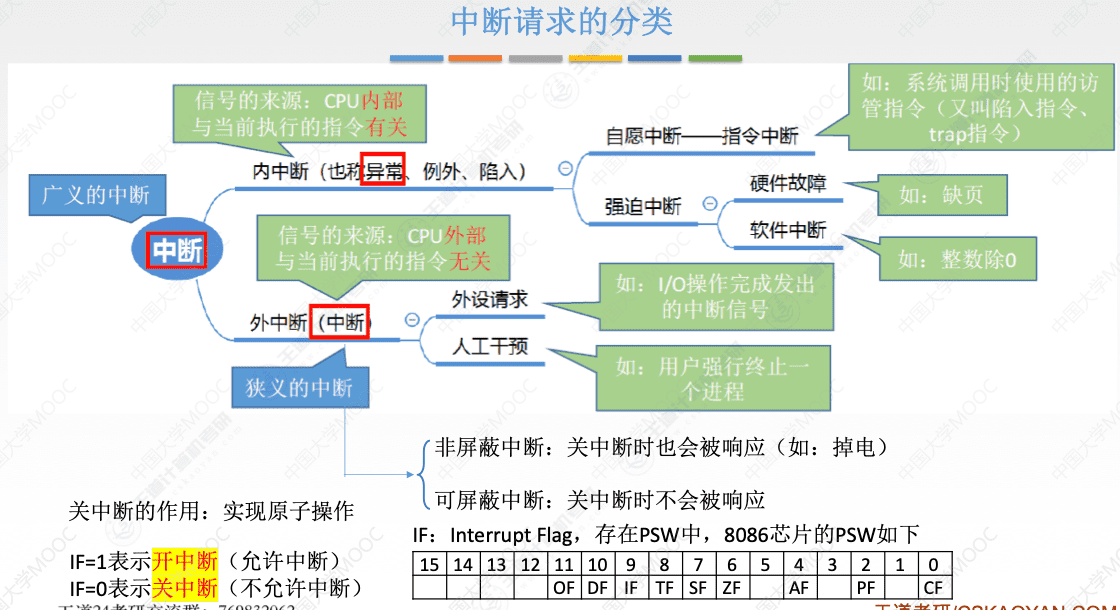 中断请求的分类
信号的来源：CPU内部
与当前执行的指令有关
如：系统调用时使用的访
管指令（又叫陷入指令、
trap指令）
自愿中断——指令中断
内中断（也称异常、例外、陷入）
硬件故障
如：缺页
强迫中断
软件中断
如：整数除0
广义的中断
中断
信号的来源：CPU外部
与当前执行的指令无关
外设请求
如：I/O操作完成发出
的中断信号
外中断（中断）
人工干预
如：用户强行终止一
个进程
狭义的中断
非屏蔽中断：关中断时也会被响应（如：掉电）
可屏蔽中断：关中断时不会被响应
关中断的作用：实现原子操作
IF=1表示开中断（允许中断）
IF=0表示关中断（不允许中断）
IF：Interrupt Flag，存在PSW中，8086芯片的PSW如下
15 14 13 12 11 10 9 8 7 6 5 4 3 2 1 0
OF DF IF TF SF ZF AF PF CF
王道24考研交流群：769832062
王道考研/CSKAOYAN.COM
中国大学MOOC